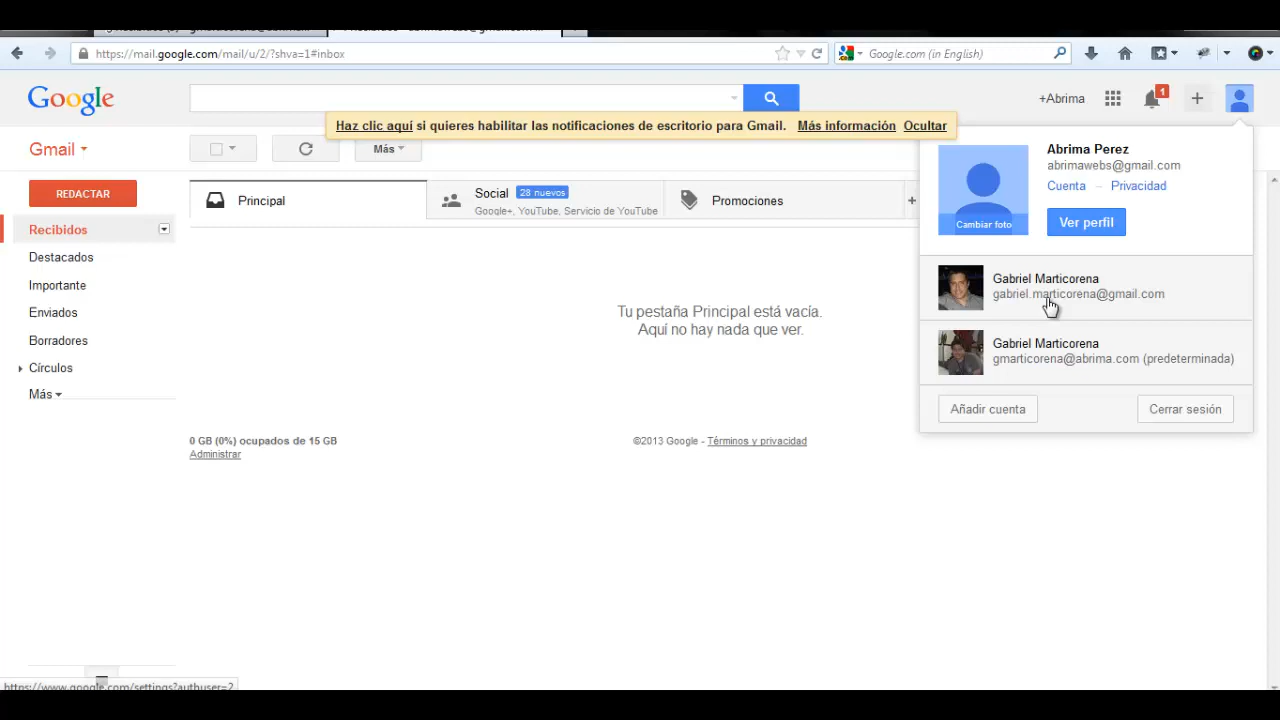 https://mail.google.com/mail/u/2/?shva=1#inbox
Google.com (in English)
Google
+Abrima
1
Haz clic aquí si quieres habilitar las notificaciones de escritorio para Gmail. Más información Ocultar
Gmail
Más
REDACTAR
Recibidos
Destacados
Importante
Enviados
Borradores
Círculos
Más
Principal
Social 28 nuevos
Google+, YouTube, Servicio de YouTube
Promociones
+
Tu pestaña Principal está vacía.
Aquí no hay nada que ver.
0 GB (0%) ocupados de 15 GB
Administrar
©2013 Google - Términos y privacidad
Abrima Perez
abrimawebs@gmail.com
Cuenta – Privacidad
Cambiar foto
Ver perfil
Gabriel Marticorena
gabriel.marticorena@gmail.com
Gabriel Marticorena
gmarticorena@abrima.com (predeterminada)
Añadir cuenta
Cerrar sesión
https://www.google.com/settings?authuser=2